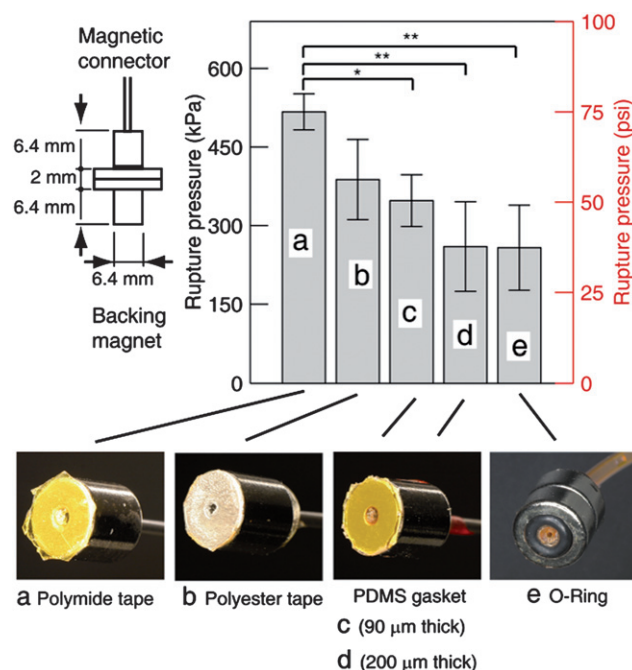 Magnetic
connector
6.4 mm
2 mm
6.4 mm
6.4 mm
Backing
magnet
Rupture pressure (kPa)
600
450
300
150
0
**
**
*
a
b
c
d
e
100
75
50
25
0
Rupture pressure (psi)
a Polymide tape
b Polyester tape
PDMS gasket
c (90 μm thick)
d (200 μm thick)
e O-Ring